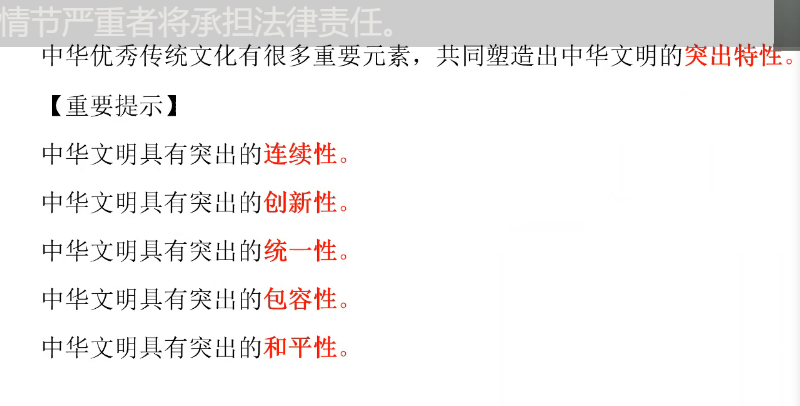 情节严重者将承担法律责任。
中华优秀传统文化有很多重要元素，共同塑造出中华文明的突出特性。
【重要提示】
中华文明具有突出的连续性。
中华文明具有突出的创新性。
中华文明具有突出的统一性。
中华文明具有突出的包容性。
中华文明具有突出的和平性。